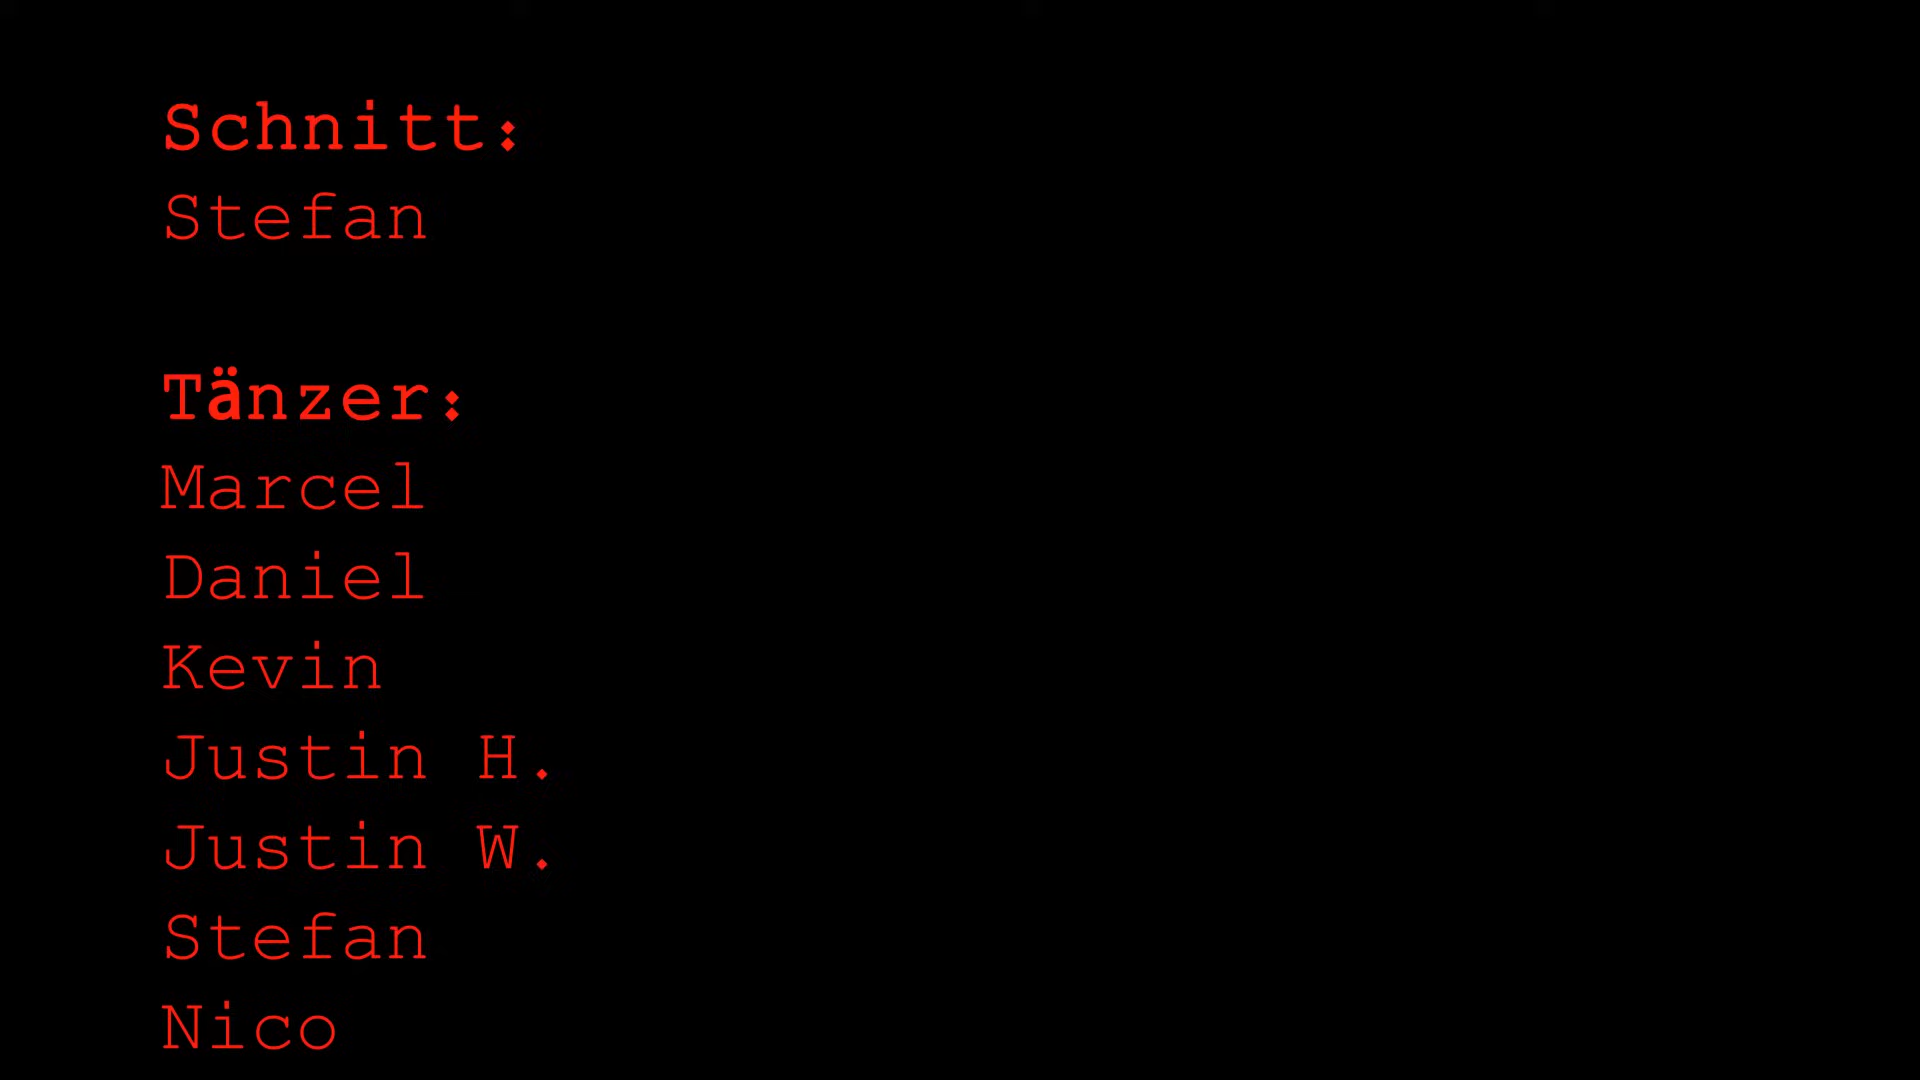 Schnitt:
Stefan
Tänzer:
Marcel
Daniel
Kevin
Justin H.
Justin W.
Stefan
Nico